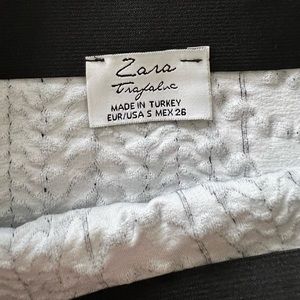 Zara
Trafaluc
MADE IN TURKEY
EUR/USA S MEX 26